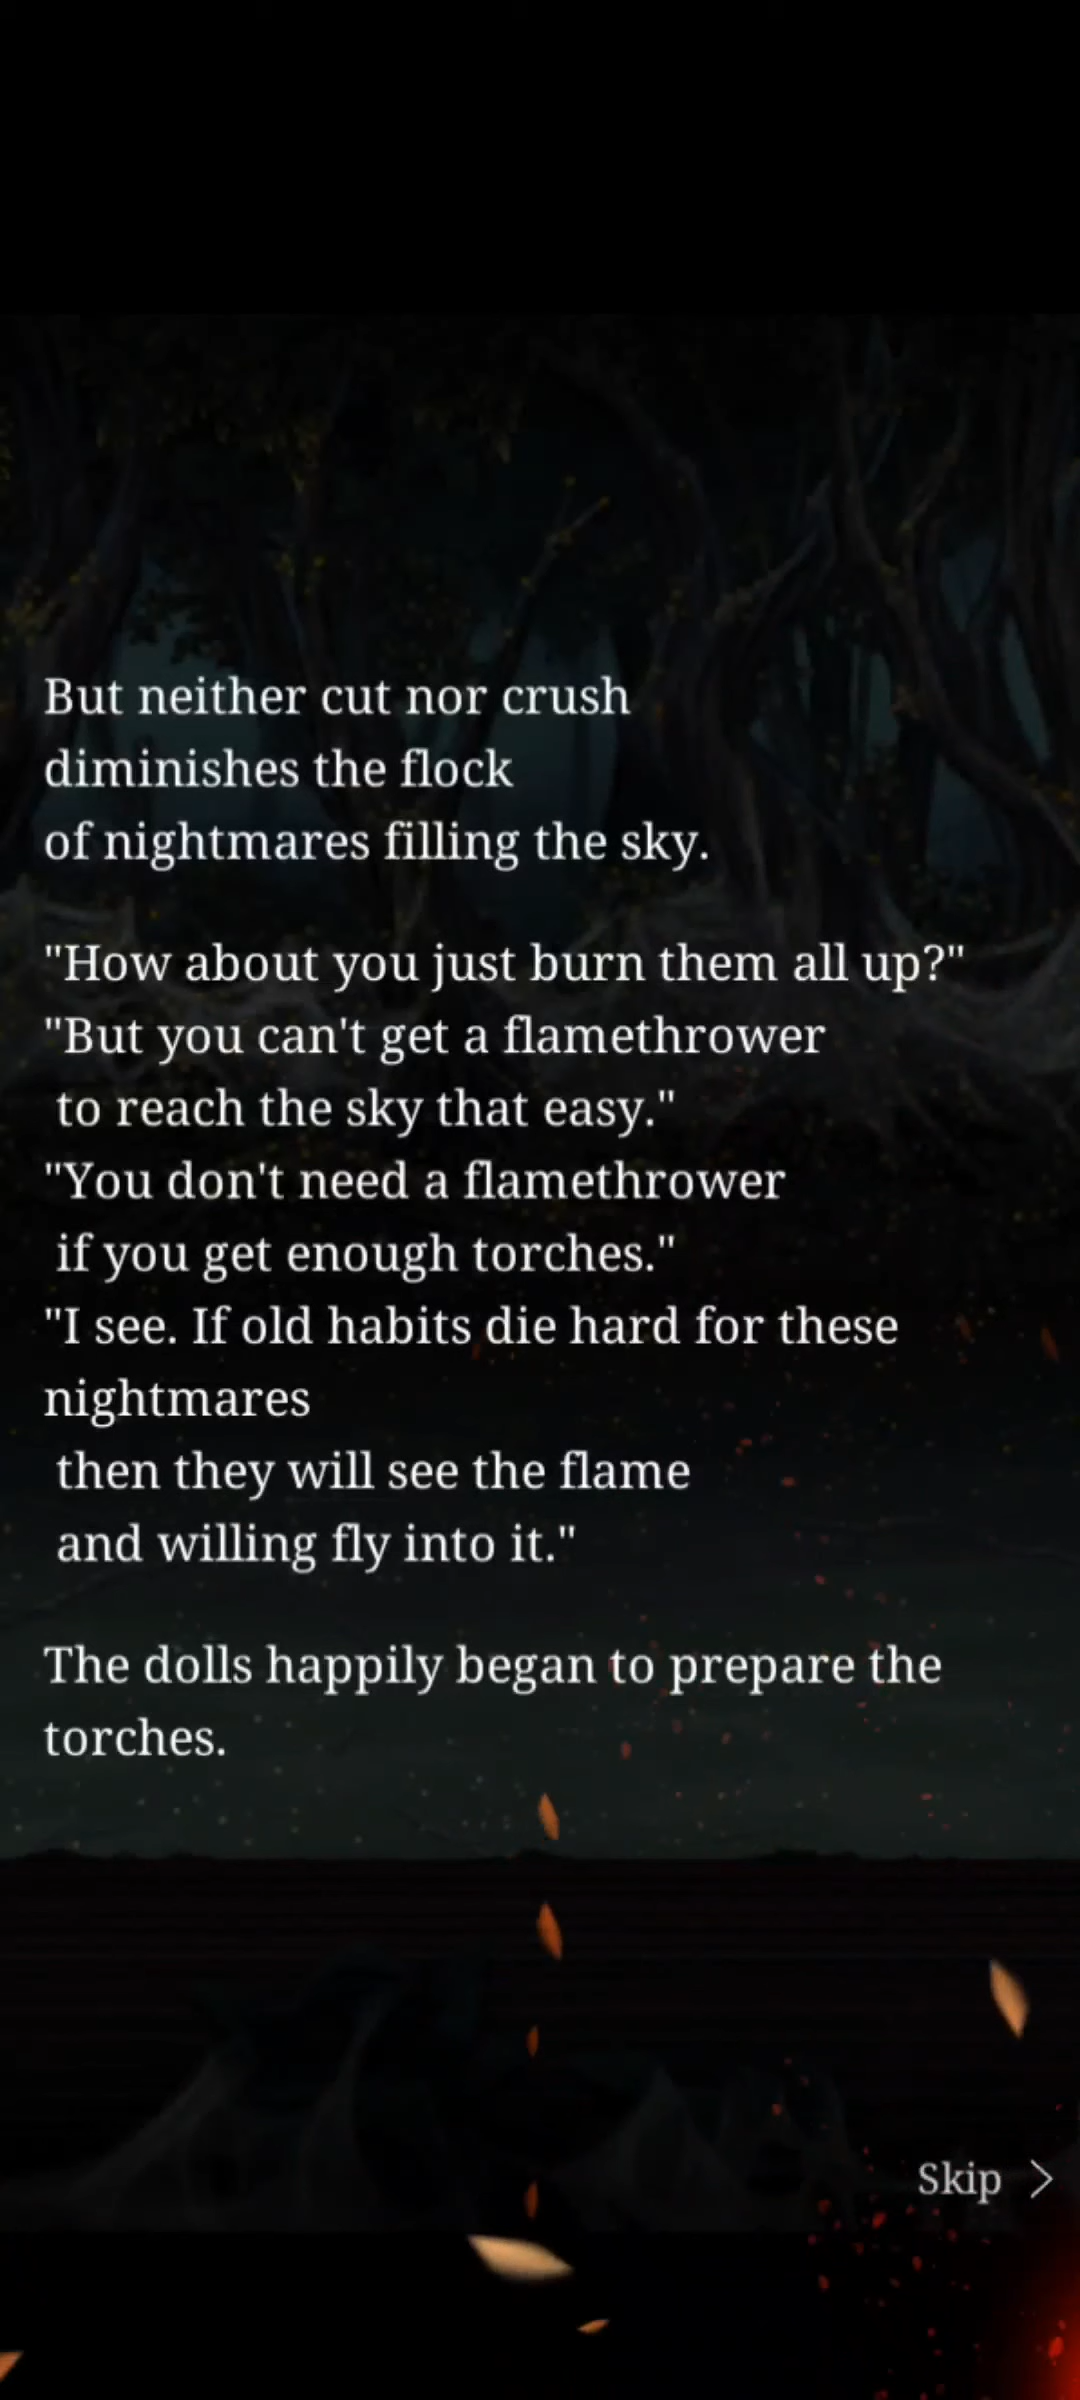 But neither cut nor crush
diminishes the flock
of nightmares filling the sky.
"How about you just burn them all up?"
"But you can't get a flamethrower
to reach the sky that easy."
"You don't need a flamethrower
if you get enough torches."
"I see. If old habits die hard for these
nightmares
then they will see the flame
and willing fly into it."
The dolls happily began to prepare the
torches.
Skip >